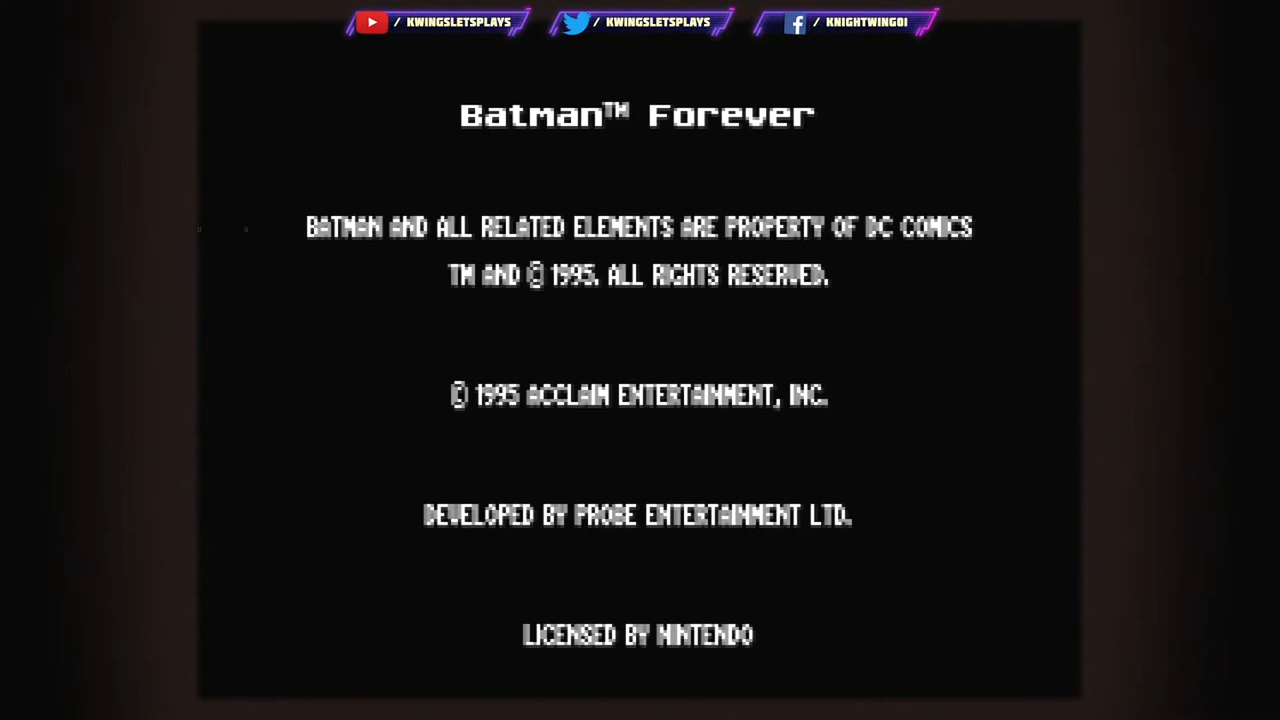 / KWINGSLETSPLAYS / KWINGSLETSPLAYS / KNIGHTWING01
Batman™ Forever
BATMAN AND ALL RELATED ELEMENTS ARE PROPERTY OF DC COMICS
TM AND © 1995. ALL RIGHTS RESERVED.
© 1995 ACCLAIM ENTERTAINMENT, INC.
DEVELOPED BY PROBE ENTERTAINMENT LTD.
LICENSED BY NINTENDO